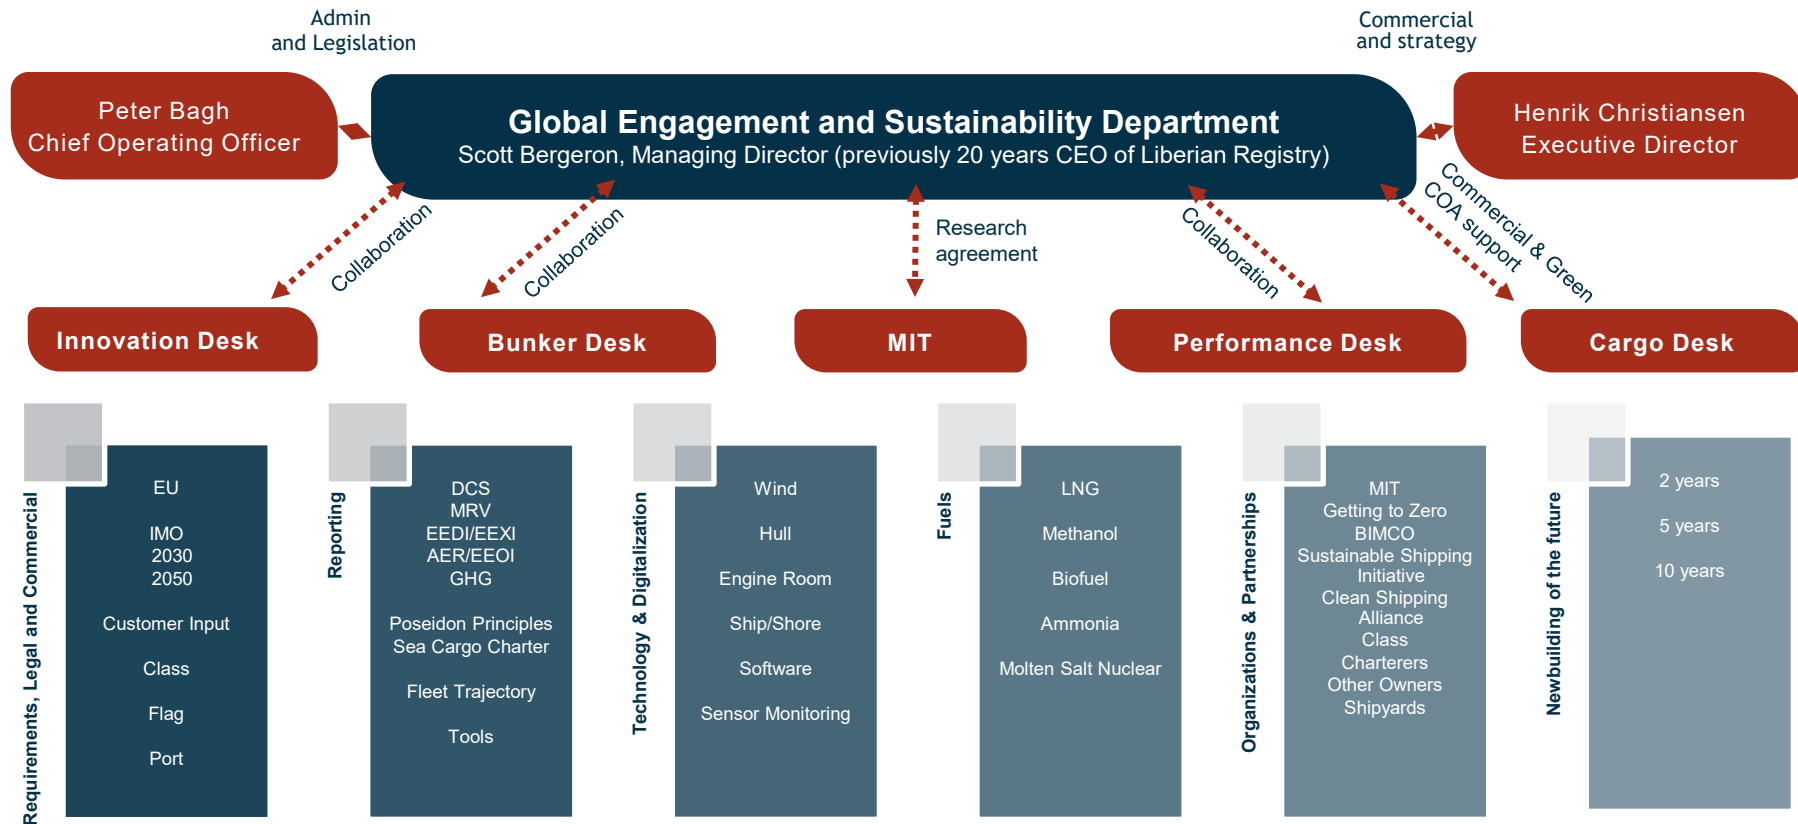 Admin
and Legislation
Commercial
and strategy
Peter Bagh
Chief Operating Officer
Global Engagement and Sustainability Department
Scott Bergeron, Managing Director (previously 20 years CEO of Liberian Registry)
Henrik Christiansen
Executive Director
Collaboration
Collaboration
Research
agreement
Collaboration
Commercial & Green
COA support
Innovation Desk
Bunker Desk
MIT
Performance Desk
Cargo Desk
Requirements, Legal and Commercial
EU
IMO
2030
2050
Customer Input
Class
Flag
Port
Reporting
DCS
MRV
EEDI/EEXI
AER/EEOI
GHG
Poseidon Principles
Sea Cargo Charter
Fleet Trajectory
Tools
Technology & Digitalization
Wind
Hull
Engine Room
Ship/Shore
Software
Sensor Monitoring
Fuels
LNG
Methanol
Biofuel
Ammonia
Molten Salt Nuclear
Organizations & Partnerships
MIT
Getting to Zero
BIMCO
Sustainable Shipping
Initiative
Clean Shipping
Alliance
Class
Charterers
Other Owners
Shipyards
Newbuilding of the future
2 years
5 years
10 years